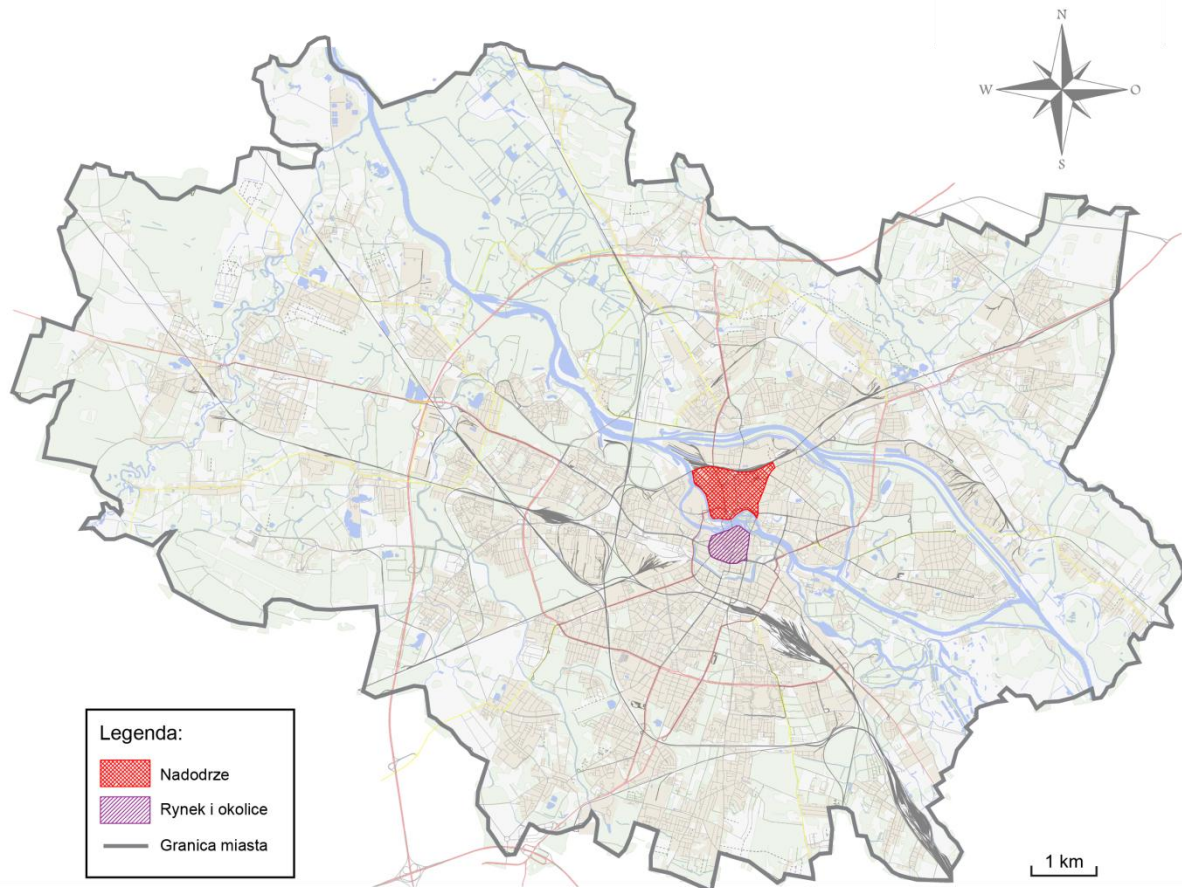 N
W
O
S
Legenda:
Nadodrze
Rynek i okolice
Granica miasta
1 km